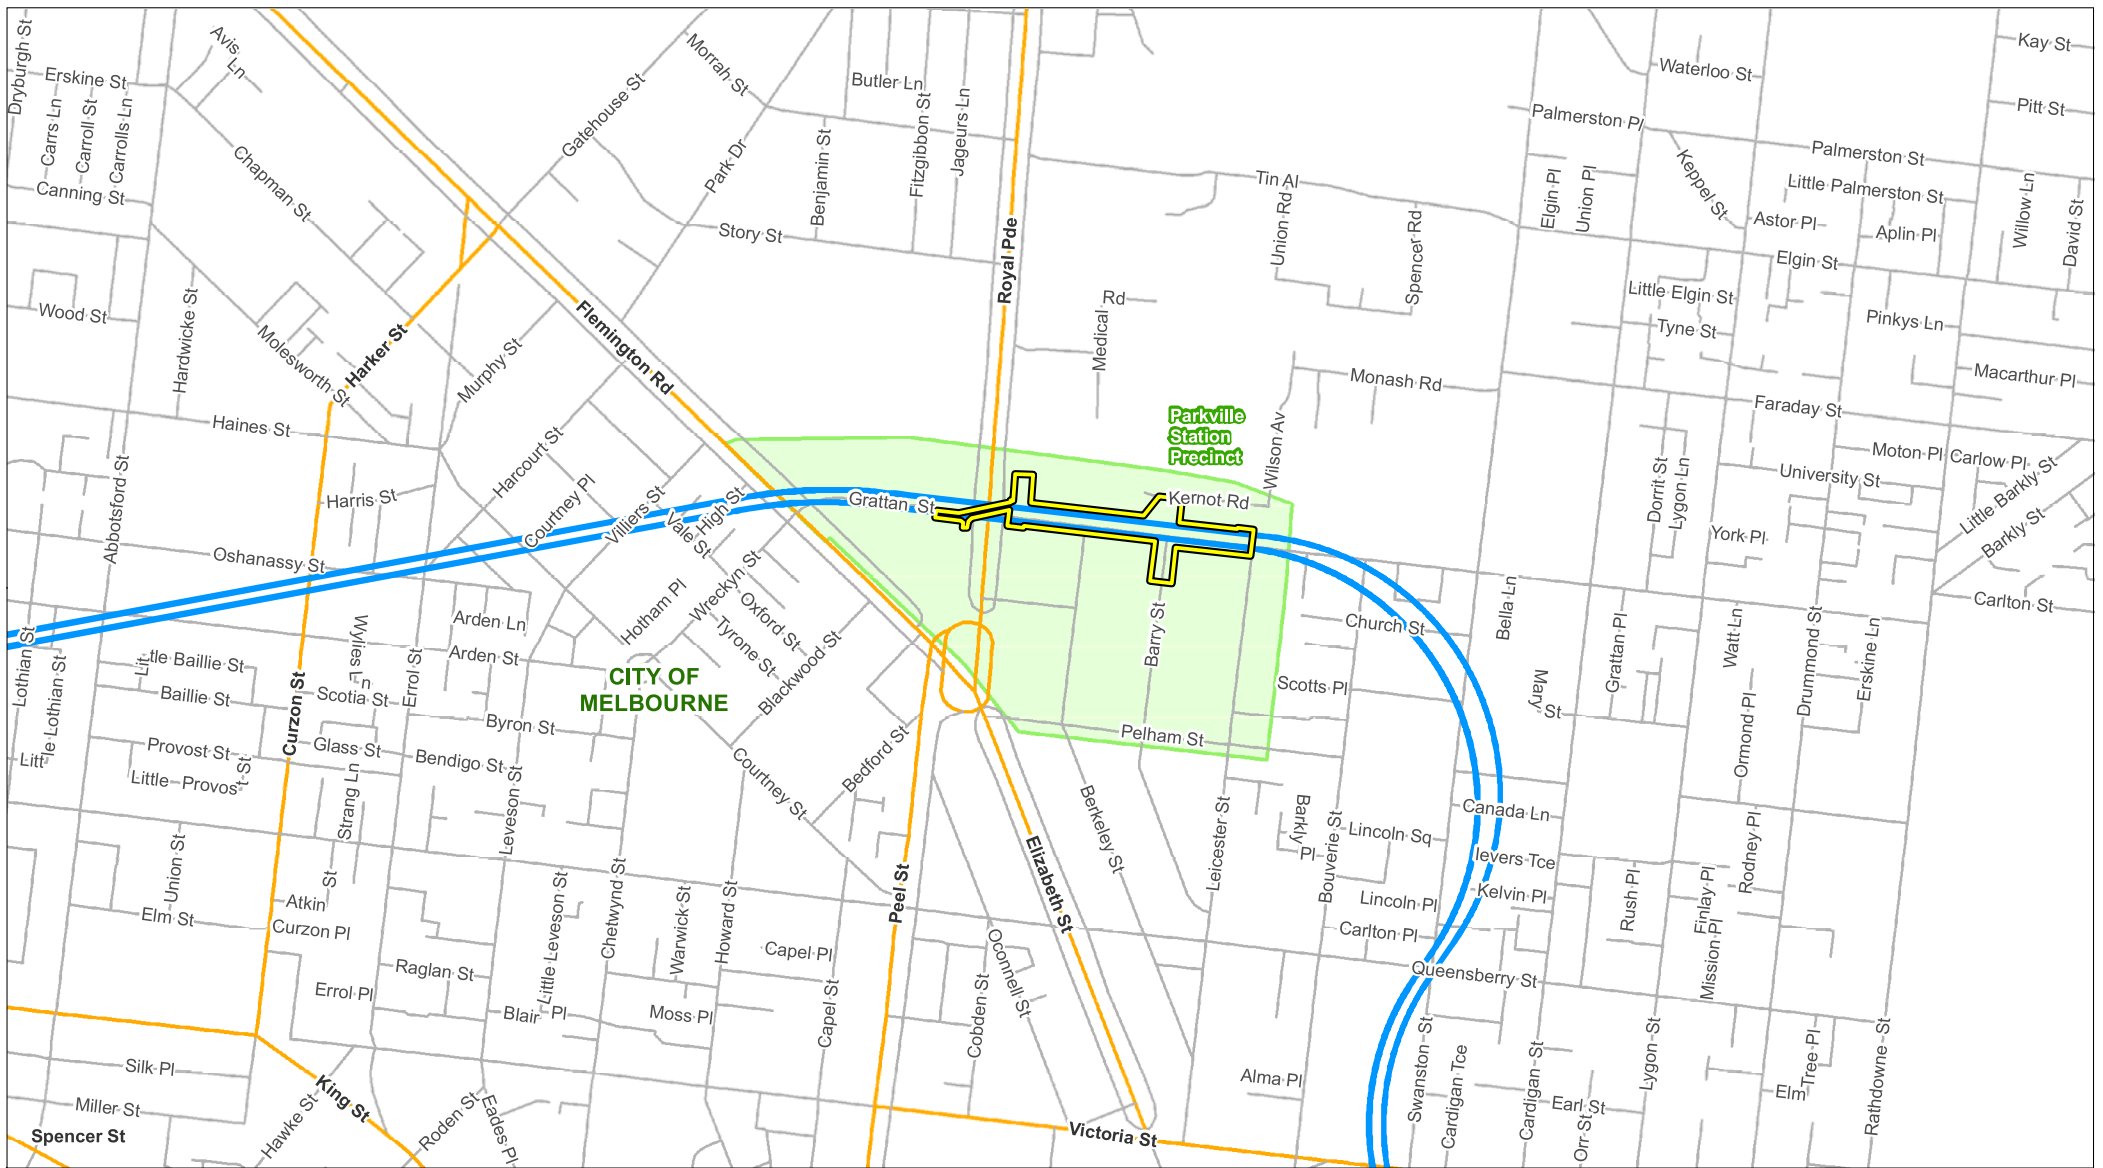 Dryburgh St
Erskine St
Avis
Ln
Carrs Ln
Carroll St
Carrolls Ln
Canning St
Chapman St
Gatehouse St
Morrah St
Park Dr
Butler Ln
Benjamin St
Fitzgibbon St
Jageurs Ln
Story St
Royal Pde
Tin Al
Union Rd
Spencer Rd
Kay St
Waterloo St
Pitt St
Palmerston Pl
Palmerston St
Keppel St
Little Palmerston St
Elgin Pl
Union Pl
Astor Pl
Aplin Pl
Willow Ln
David St
Elgin St
Little Elgin St
Tyne St
Pinkys Ln
Macarthur Pl
Faraday St
Wood St
Hardwicke St
Molesworth St
Harker St
Murphy St
Flemington Rd
Medical
Rd
Monash Rd
Wilson Av
Parkville
Station
Precinct
Kernot Rd
Grattan St
Haines St
Harcourt St
Courtney Pl
Villiers St
High St
Vale St
Harris St
Abbotsford St
Oshanassy St
Dorrit St
Lygon Ln
University St
Moton Pl
Carlow Pl
Little Barkly St
Barkly St
York Pl
Carlton St
Wreckyn St
Hotham Pl
Oxford St
Tyrone St
Blackwood St
Arden Ln
Arden St
Wylies Ln
Errol St
Lothian St
Little Lothian St
Little Baillie St
Baillie St
Scotia St
Curzon St
CITY OF
MELBOURNE
Barry St
Church St
Bella Ln
Scotts Pl
Mary
St
Grattan Pl
Watt Ln
Drummond St
Erskine Ln
Ormond Pl
Byron St
Provost St
Glass St
Bendigo St
Litt
Little Provost St
Strang Ln
Leveson St
Courtney St
Bedford St
Pelham St
Berkeley St
Leicester St
Barkly
Pl
Bouverie St
Lincoln Sq
Canada Ln
Ievers Tce
Kelvin Pl
Lincoln Pl
Carlton Pl
Rush Pl
Finlay Pl
Rodney Pl
Mission Pl
Union St
Atkin
St
Elm St
Curzon Pl
Little Leveson St
Chetwynd St
Warwick St
Howard St
Peel St
Elizabeth St
Capel Pl
Raglan St
Errol Pl
Blair Pl
Moss Pl
Capel St
Cobden St
Oconnell St
Queensberry St
Silk Pl
Miller St
King St
Hawke St
Spencer St
Roden St
Eades Pl
Victoria St
Alma Pl
Swanston St
Cardigan Tce
Cardigan St
Earl St
Orr St
Lygon St
Elm
Tree Pl
Rathdowne St